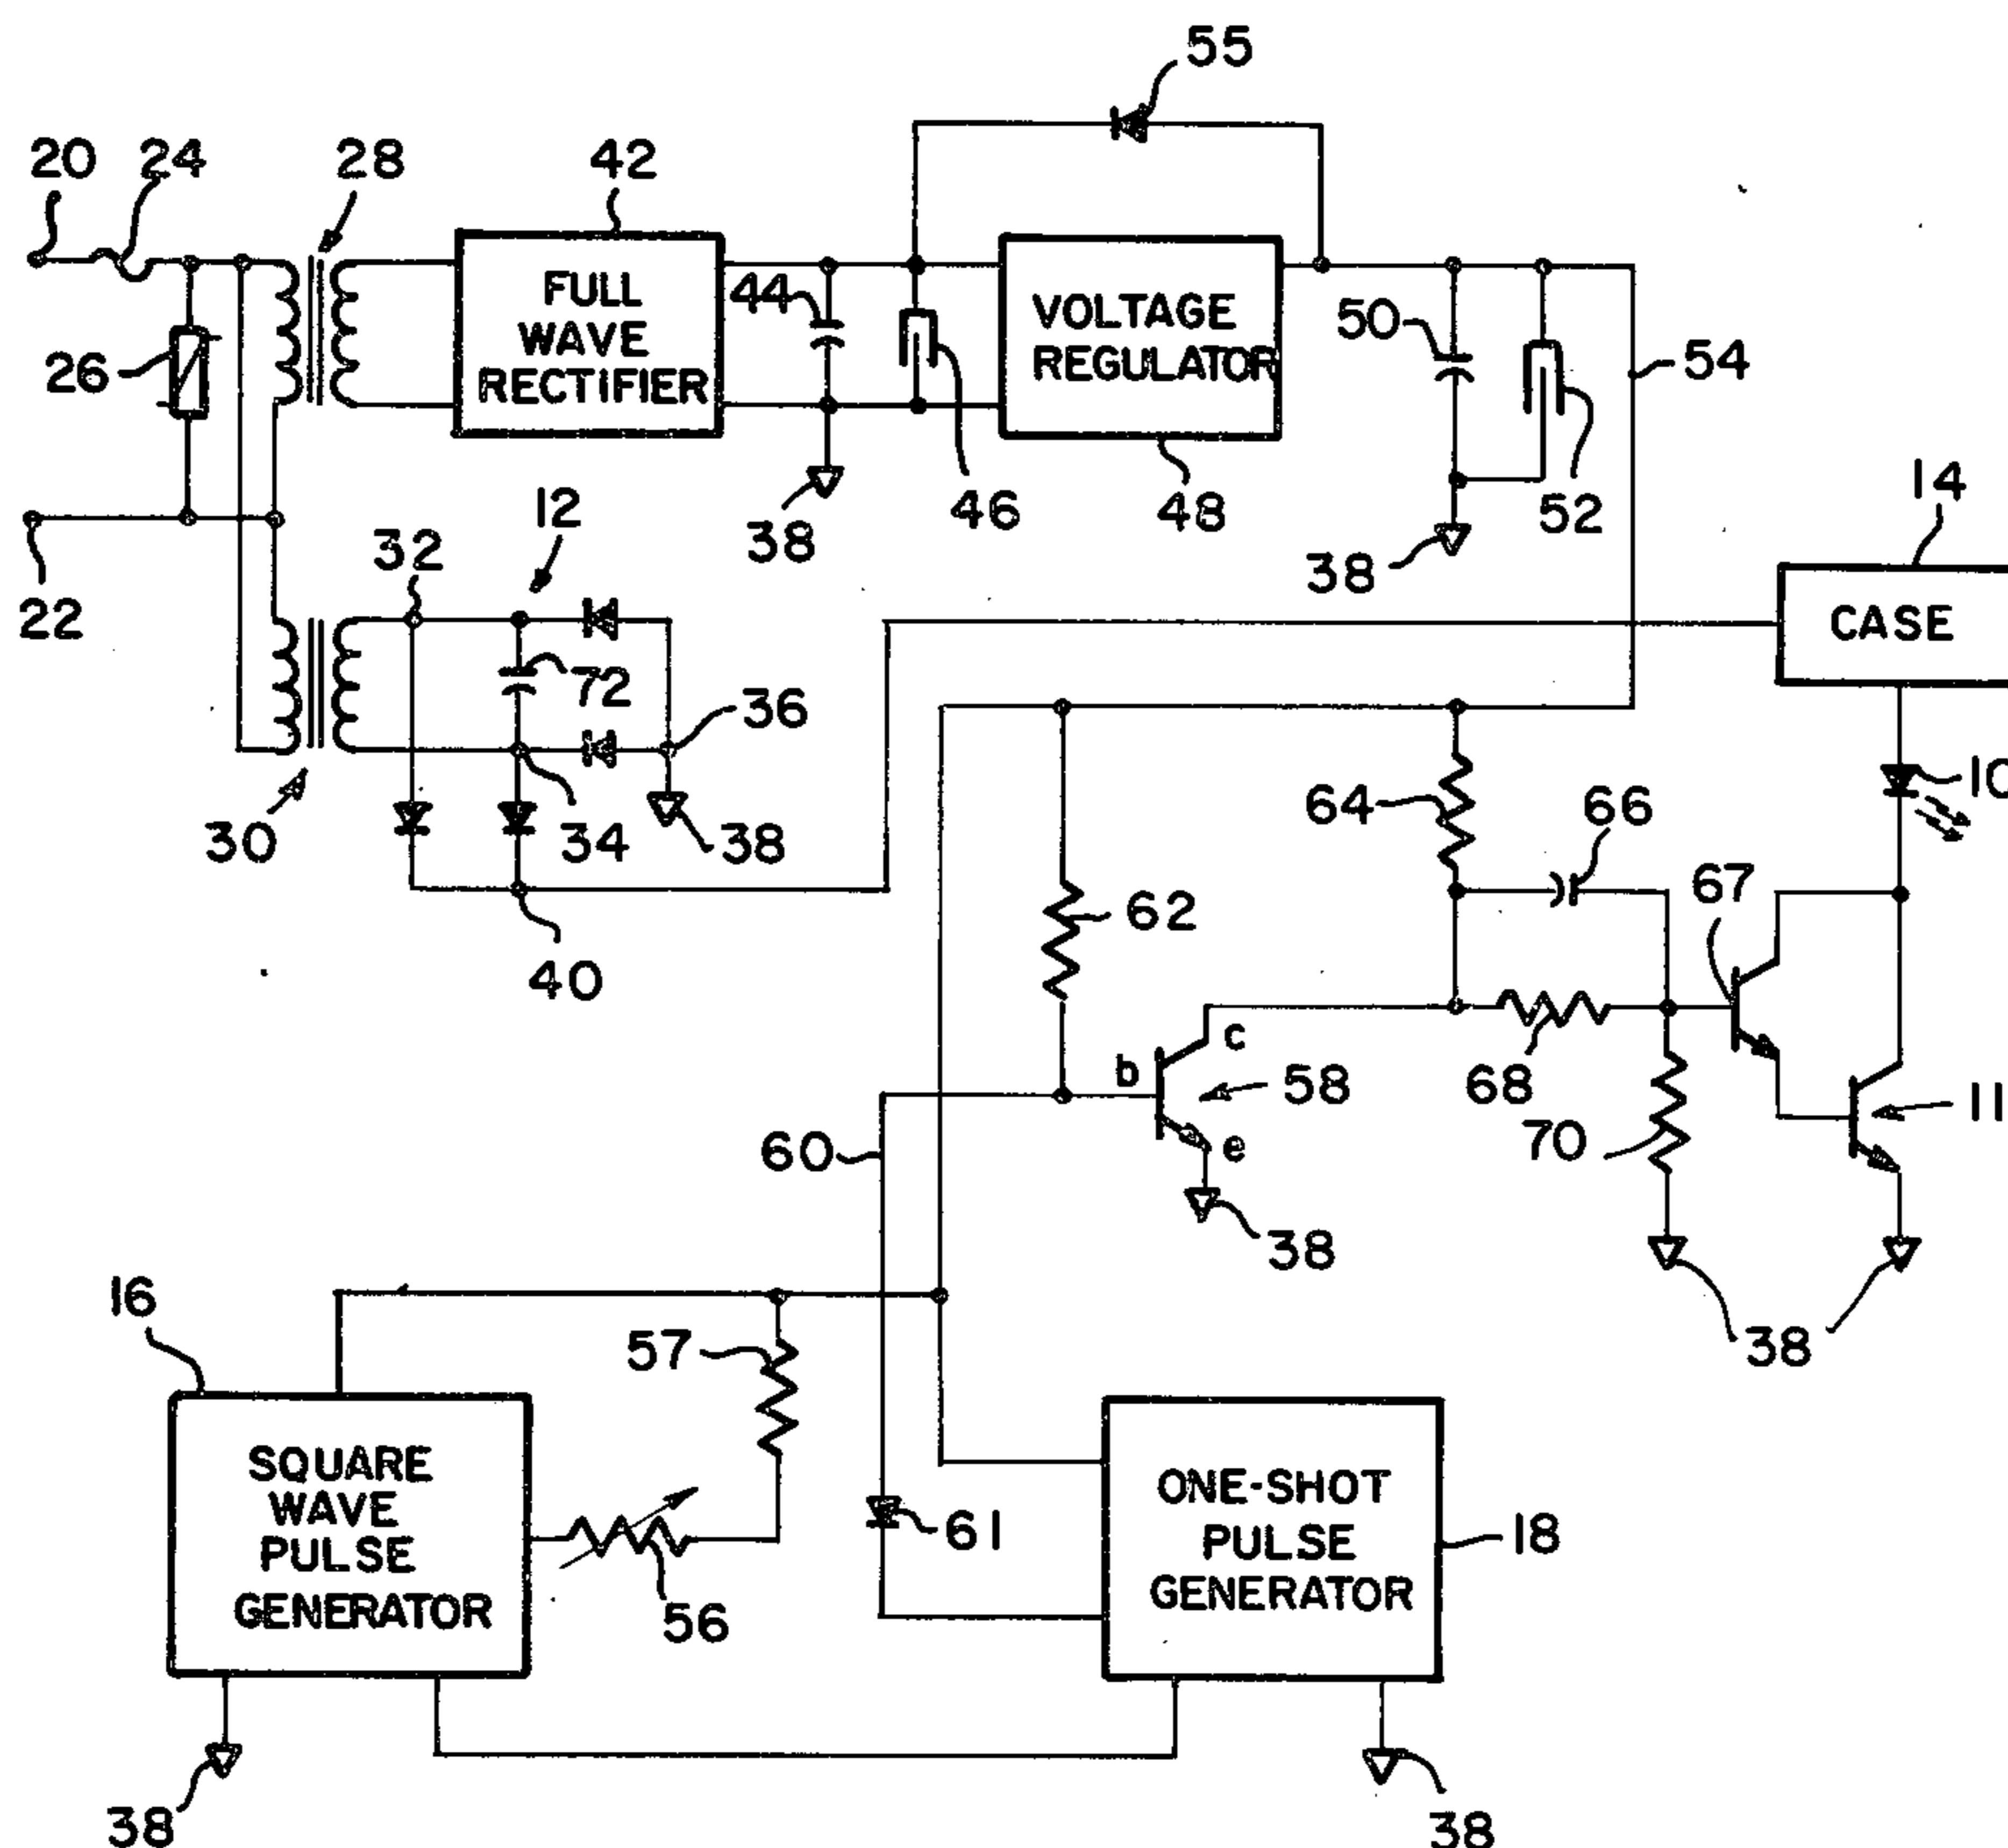 55
20
24
28
42
FULL
WAVE
RECTIFIER
44
VOLTAGE
REGULATOR
50
54
26
46
48
52
14
38
38
12
32
22
CASE
72
36
10
30
34
38
64
66
40
62
67
b
c
58
e
68
70
11
60
38
38
16
57
SQUARE
WAVE
PULSE
GENERATOR
ONE-SHOT
PULSE
GENERATOR
18
61
56
38
38